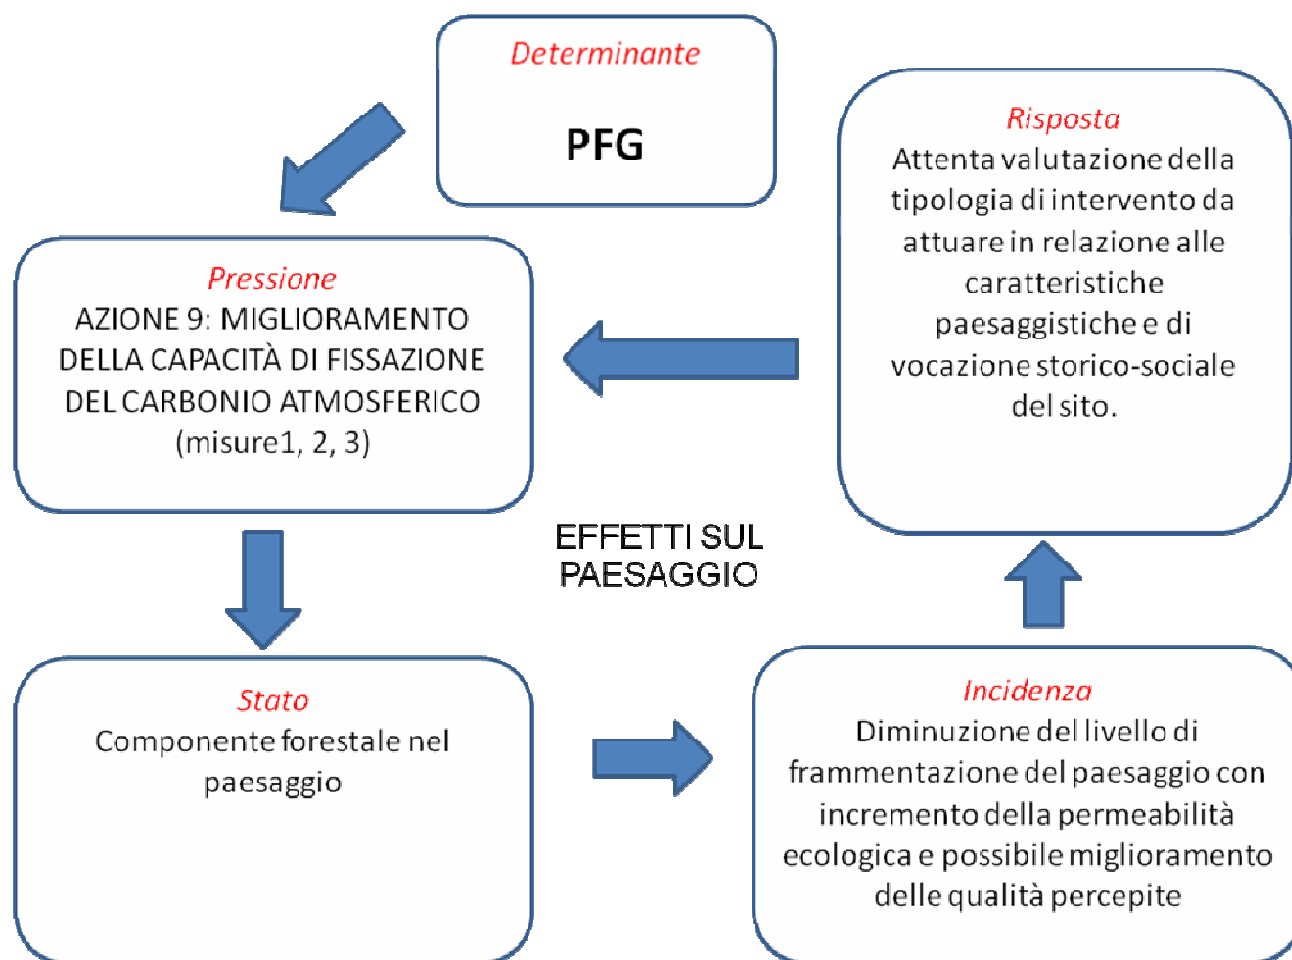 Determinante
PFG
Risposta
Attenta valutazione della
tipologia di intervento da
attuare in relazione alle
caratteristiche
paesaggistiche e di
vocazione storico-sociale
del sito.
Pressione
AZIONE 9: MIGLIORAMENTO
DELLA CAPACITÀ DI FISSAZIONE
DEL CARBONIO ATMOSFERICO
(misure1, 2, 3)
EFFETTI SUL
PAESAGGIO
Stato
Componente forestale nel
paesaggio
Incidenza
Diminuzione del livello di
frammentazione del paesaggio con
incremento della permeabilità
ecologica e possibile miglioramento
delle qualità percepite